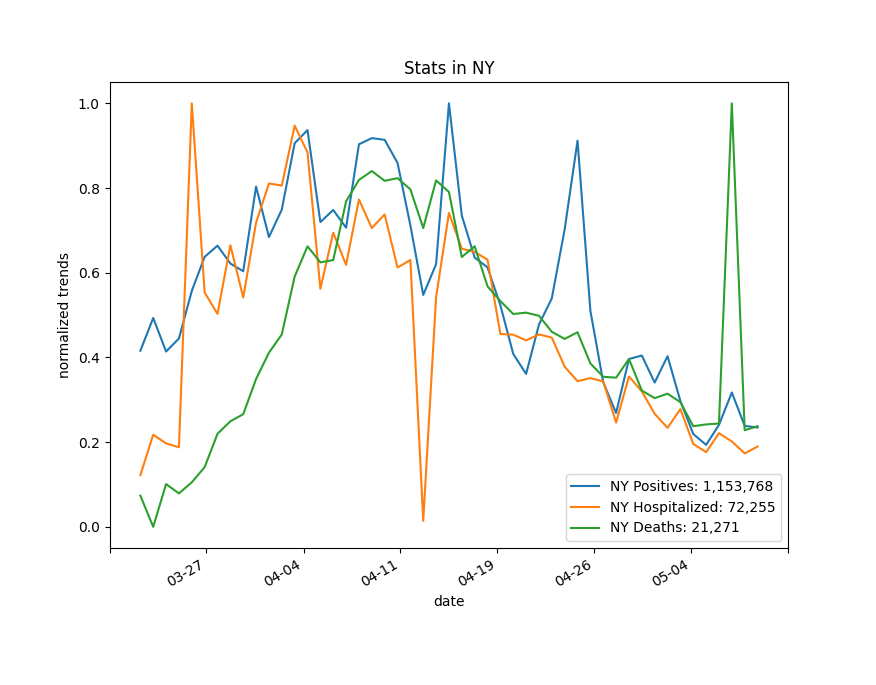 Stats in NY
1.0
0.8
0.6
0.4
0.2
0.0
normalized trends
NY Positives: 1,153,768
NY Hospitalized: 72,255
NY Deaths: 21,271
03-27
04-04
04-11
04-19
04-26
05-04
date